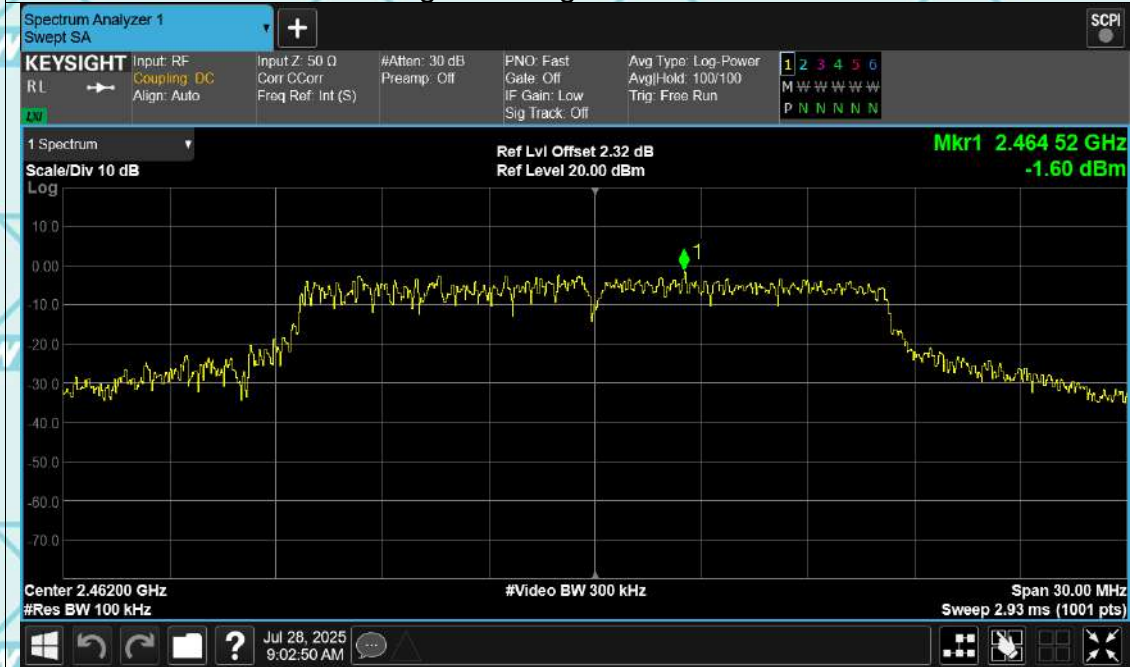 Spectrum Analyzer 1
Swept SA
+
SCPI
KEYSIGHT
RL
LXI
Input: RF
Coupling: DC
Align: Auto
Input Z: 50 Ω
Corr CCorr
Freq Ref: Int (S)
#Atten: 30 dB
Preamp: Off
PNO: Fast
Gate: Off
IF Gain: Low
Sig Track: Off
Avg Type: Log-Power
Avg|Hold: 100/100
Trig: Free Run
1 2 3 4 5 6
M W W W W W
P N N N N N
1 Spectrum
Scale/Div 10 dB
Log
Ref Lvl Offset 2.32 dB
Ref Level 20.00 dBm
Mkr1 2.464 52 GHz
-1.60 dBm
1
10.0
0.00
-10.0
-20.0
-30.0
-40.0
-50.0
-60.0
-70.0
Center 2.46200 GHz
#Res BW 100 kHz
#Video BW 300 kHz
Span 30.00 MHz
Sweep 2.93 ms (1001 pts)
?
Jul 28, 2025
9:02:50 AM